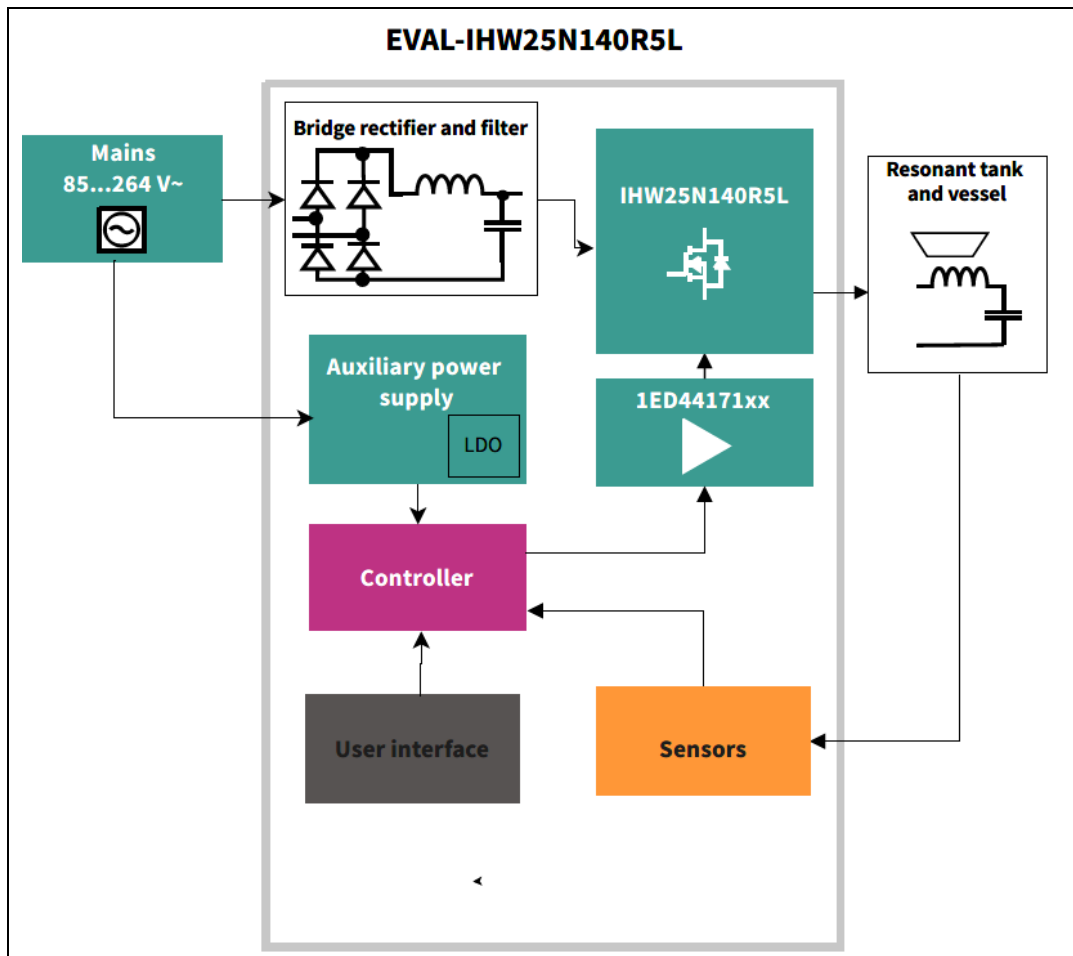 EVAL-IHW25N140R5L
Mains
85...264 V~
Bridge rectifier and filter
IHW25N140R5L
Resonant tank
and vessel
Auxiliary power
supply
LDO
1ED44171xx
Controller
User interface
Sensors